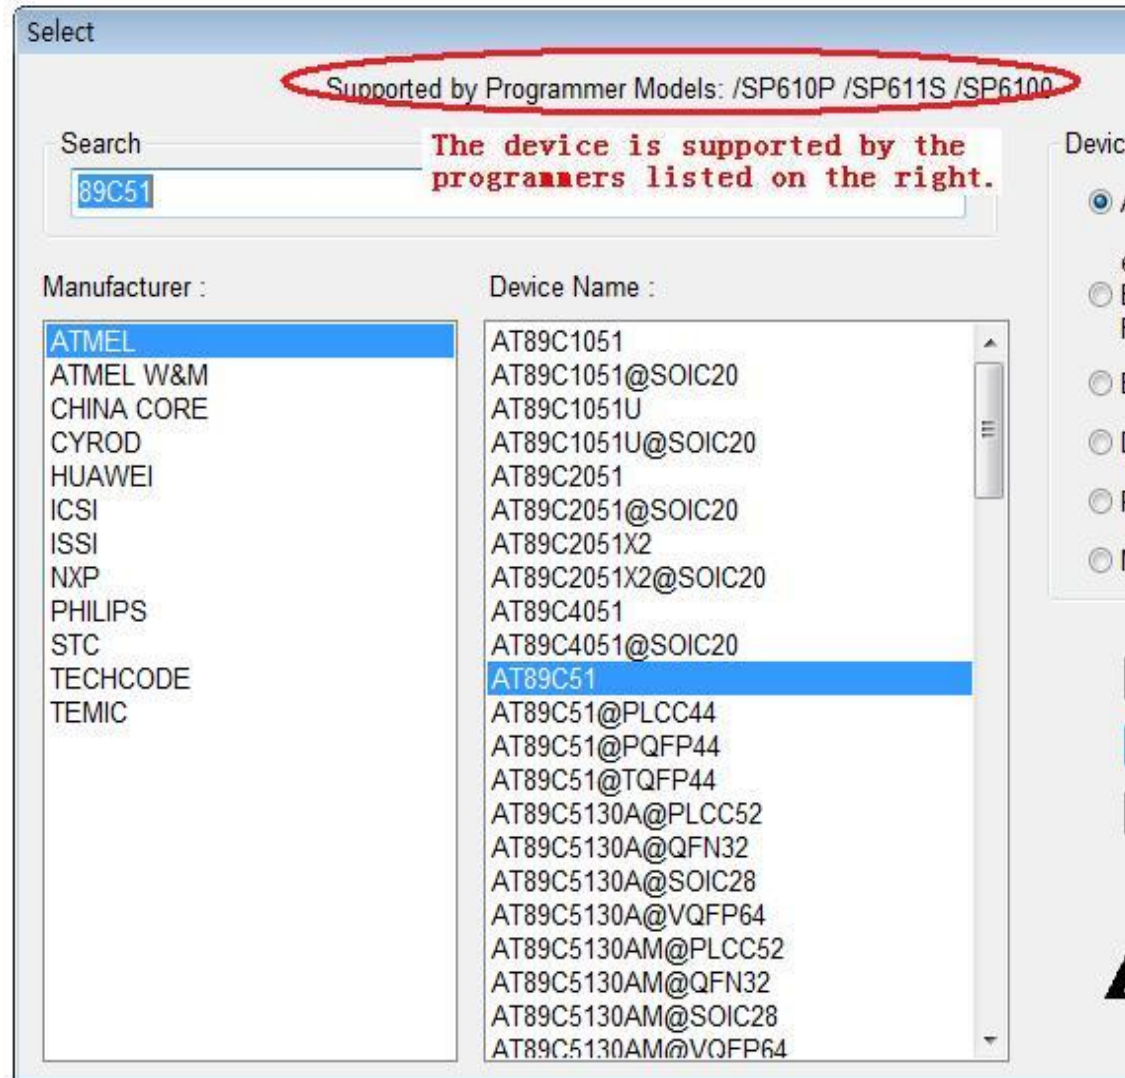 Select
Supported by Programmer Models: /SP610P /SP611S /SP6100
Search
The device is supported by the
programmers listed on the right.
89C51
Devic
Manufacturer :
Device Name :
ATMEL
ATMEL W&M
CHINA CORE
CYROD
HUAWEI
ICSI
ISSI
NXP
PHILIPS
STC
TECHCODE
TEMIC
AT89C1051
AT89C1051@SOIC20
AT89C1051U
AT89C1051U@SOIC20
AT89C2051
AT89C2051@SOIC20
AT89C2051X2
AT89C2051X2@SOIC20
AT89C4051
AT89C4051@SOIC20
AT89C51
AT89C51@PLCC44
AT89C51@PQFP44
AT89C51@TQFP44
AT89C5130A@PLCC52
AT89C5130A@QFN32
AT89C5130A@SOIC28
AT89C5130A@VQFP64
AT89C5130AM@PLCC52
AT89C5130AM@QFN32
AT89C5130AM@SOIC28
AT89C5130AM@VQFP64